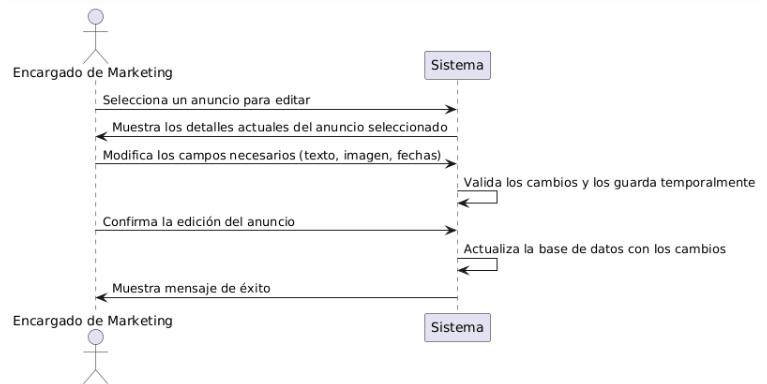 Encargado de Marketing
Sistema
Selecciona un anuncio para editar
Muestra los detalles actuales del anuncio seleccionado
Modifica los campos necesarios (texto, imagen, fechas)
Valida los cambios y los guarda temporalmente
Confirma la edición del anuncio
Actualiza la base de datos con los cambios
Muestra mensaje de éxito
Encargado de Marketing
Sistema